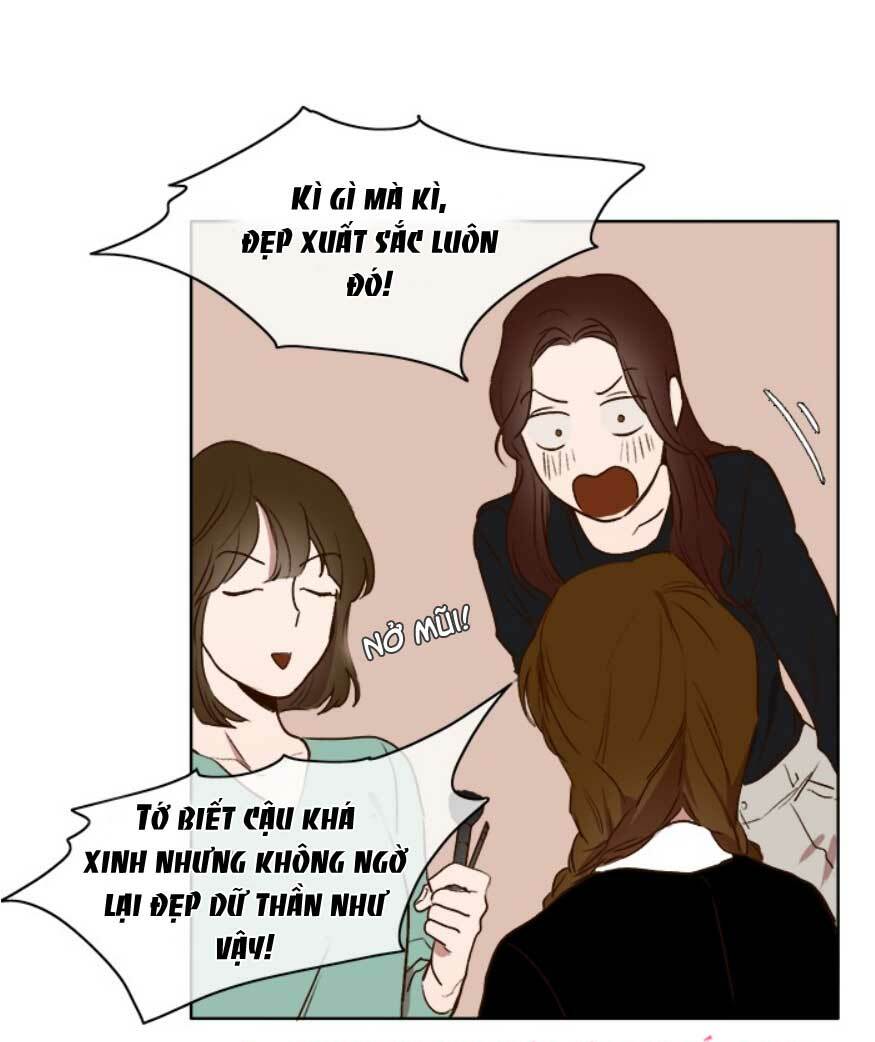 KÌ GÌ MÀ KÌ,
ĐẸP XUẤT SẮC LUÔN
ĐÓ!
NỞ MŨI!
TỚ BIẾT CẬU KHÁ
XINH NHƯNG KHÔNG NGỜ
LẠI ĐẸP DỮ THẦN NHƯ
VẬY!